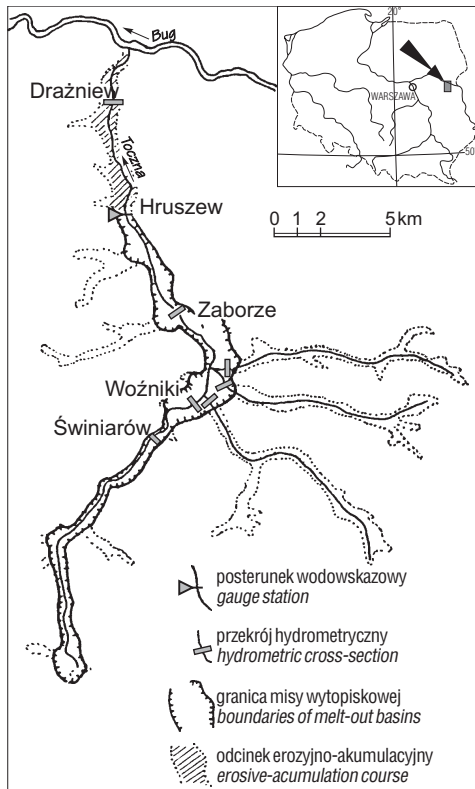 Bug
20°
WARSZAWA
50°
Drażniew
Toczna
Hruszew
0 1 2 5 km
Zaborze
Woźniki
Świniarów
posterunek wodowskazowy
gauge station
przekrój hydrometryczny
hydrometric cross-section
granica misy wytopiskowej
boundaries of melt-out basins
odcinek erozyjno-akumulacyjny
erosive-acumulation course